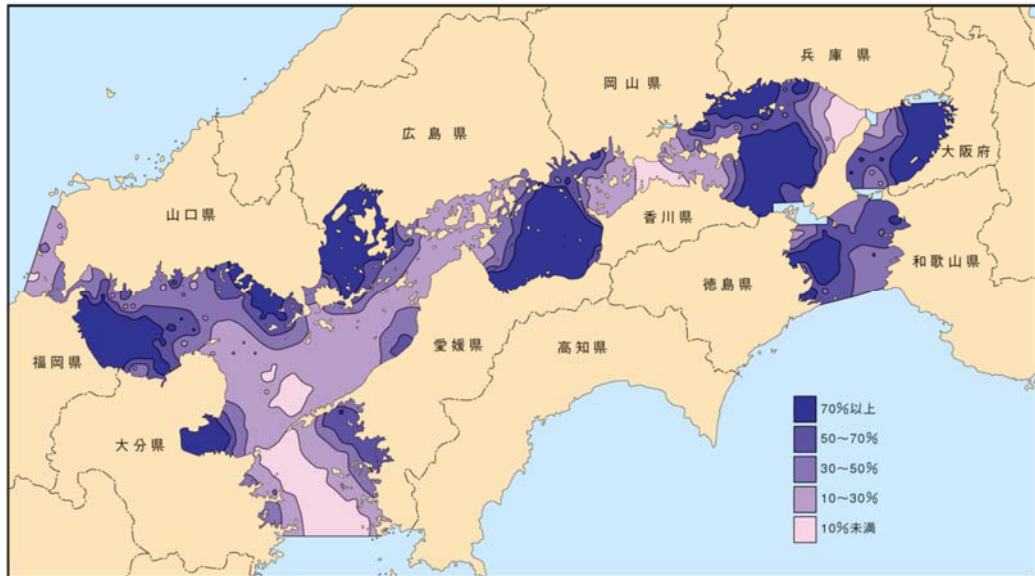 兵庫県
岡山県
広島県
大阪府
山口県
香川県
和歌山県
徳島県
愛媛県
高知県
福岡県
大分県
70%以上
50～70%
30～50%
10～30%
10%未満